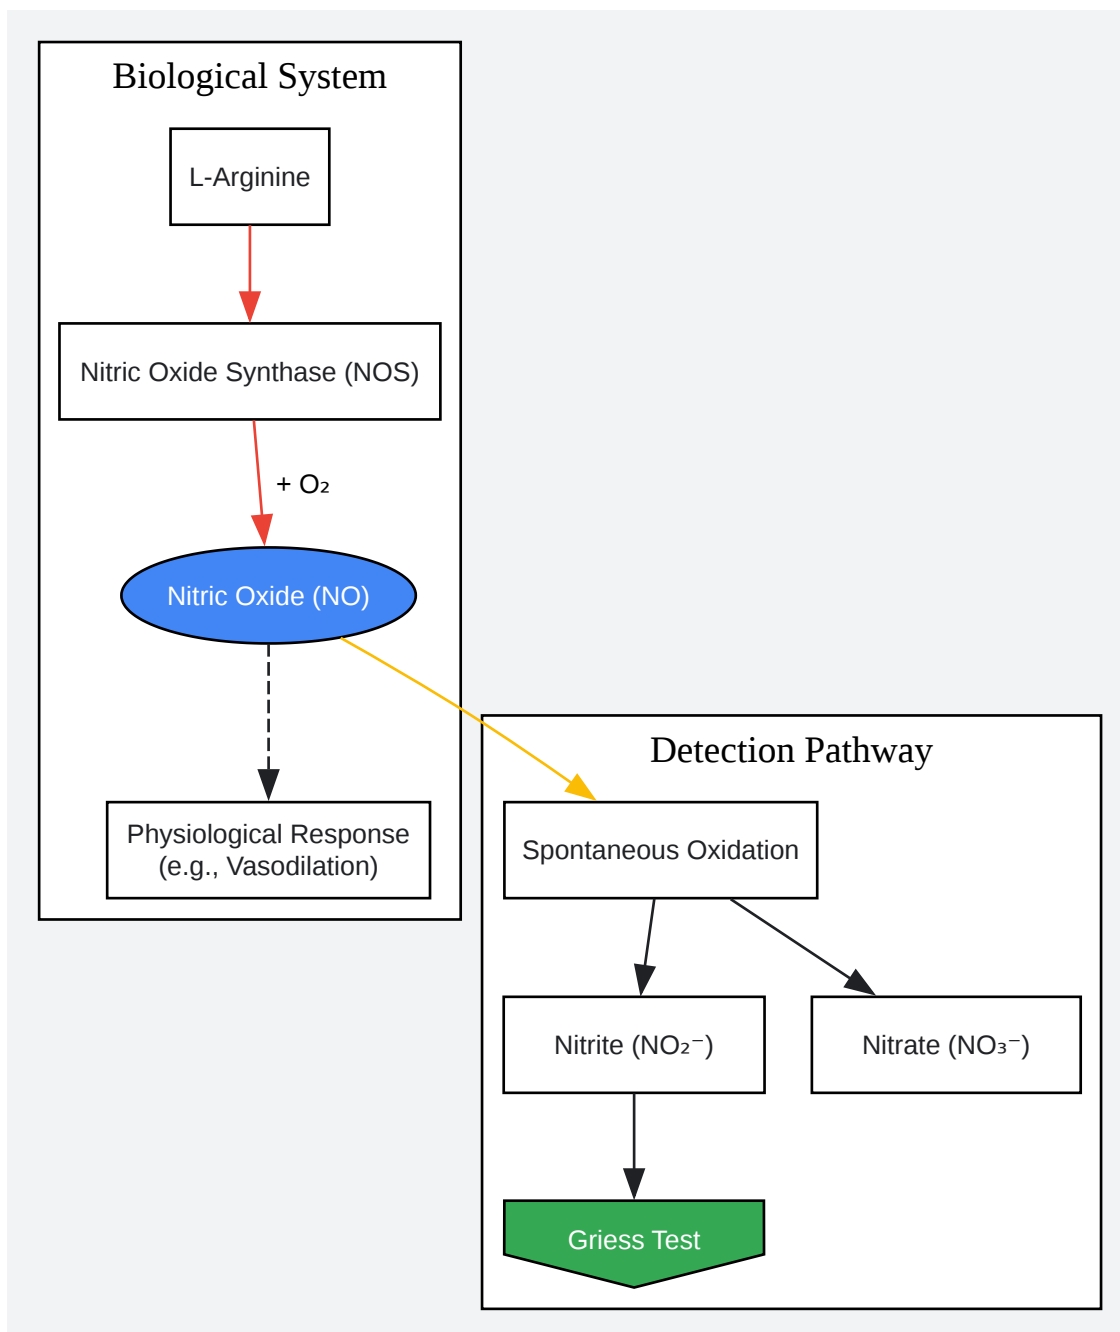 Biological System
L-Arginine
Nitric Oxide Synthase (NOS)
+ O₂
Nitric Oxide (NO)
Physiological Response
(e.g., Vasodilation)
Detection Pathway
Spontaneous Oxidation
Nitrite (NO₂⁻)
Nitrate (NO₃⁻)
Griess Test